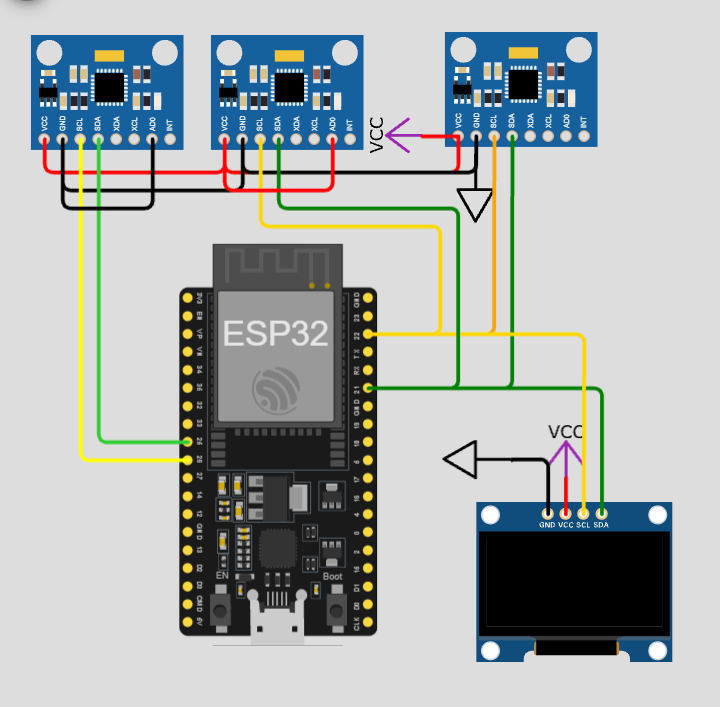 VCC GND SCL SDA XDA XCL AD0 INT
VCC GND SCL SDA XDA XCL AD0 INT
VCC
VCC GND SCL SDA XDA XCL AD0 INT
ESP32
3V3
EN
VP
VN
34
35
32
33
25
26
27
14
12
GND
13
D2
D3
CMD
5V
GND
23
22
TX
RX
21
GND
19
18
5
17
16
4
0
2
15
D1
D0
CLK
EN
Boot
VCC
GND VCC SCL SDA